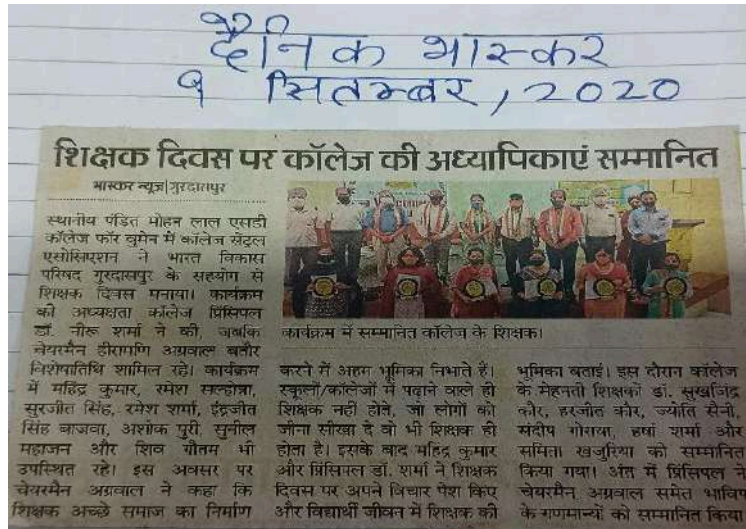 दैनिक भास्कर
९ सितम्बर, 2020
शिक्षक दिवस पर कॉलेज की अध्यापिकाएं सम्मानित
भास्कर न्यूज|गुरदासपुर
स्थानीय पंडित मोहन लाल एसडी
कॉलेज फॉर वुमेन में कॉलेज सेंट्रल
एसोसिएशन ने भारत विकास
परिषद गुरदासपुर के सहयोग से
शिक्षक दिवस मनाया। कार्यक्रम
की अध्यक्षता कॉलेज प्रिंसिपल
डॉ. नीरू शर्मा ने की, जबकि
चेयरमैन हीरामणि अग्रवाल बतौर
विशेषातिथि शामिल रहे। कार्यक्रम
में महिंद्र कुमार, रमेश सल्होत्रा,
सुरजीत सिंह, रमेश शर्मा, इंद्रजीत
सिंह बाजवा, अशोक पुरी, सुनील
महाजन और शिव गौतम भी
उपस्थित रहे। इस अवसर पर
चेयरमैन अग्रवाल ने कहा कि
शिक्षक अच्छे समाज का निर्माण
कार्यक्रम में सम्मानित कॉलेज के शिक्षक।
करने में अहम भूमिका निभाते हैं।
स्कूलों/कॉलेजों में पढ़ाने वाले ही
शिक्षक नहीं होते, जो लोगों को
जीना सीखा दे वो भी शिक्षक ही
होता है। इसके बाद महिंद्र कुमार
और प्रिंसिपल डॉ. शर्मा ने शिक्षक
दिवस पर अपने विचार पेश किए
और विद्यार्थी जीवन में शिक्षक की
भूमिका बताई। इस दौरान कॉलेज
के मेहनती शिक्षकों डॉ. सुखजिंद्र
कौर, हरजीत कौर, ज्योति सैनी,
संदीप गोराया, हर्षा शर्मा और
समिता खजुरिया को सम्मानित
किया गया। अंत में प्रिंसिपल ने
चेयरमैन अग्रवाल समेत भाविप
के गणमान्यों को सम्मानित किया